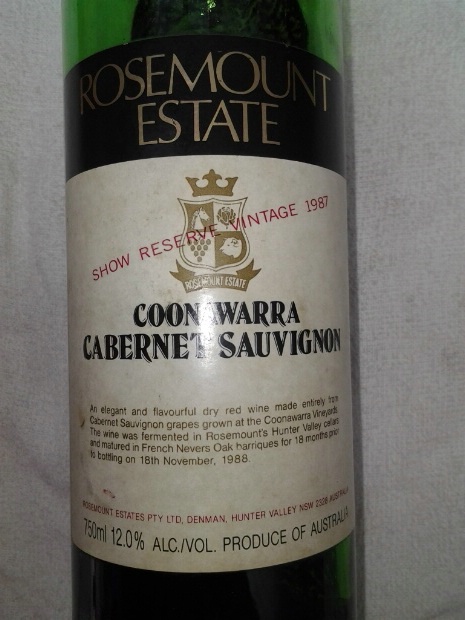 ROSEMOUNT
ESTATE
SHOW RESERVE VINTAGE 1987
ROSEMOUNT ESTATE
COONAWARRA
CABERNET SAUVIGNON
An elegant and flavourful dry red wine made entirely from
Cabernet Sauvignon grapes grown at the Coonawarra Vineyards.
The wine was fermented in Rosemount's Hunter Valley cellars
and matured in French Nevers Oak barriques for 18 months prior
to bottling on 18th November, 1988.
ROSEMOUNT ESTATES PTY LTD, DENMAN, HUNTER VALLEY NSW 2328 AUSTRALIA
750ml 12.0% ALC./VOL. PRODUCE OF AUSTRALIA